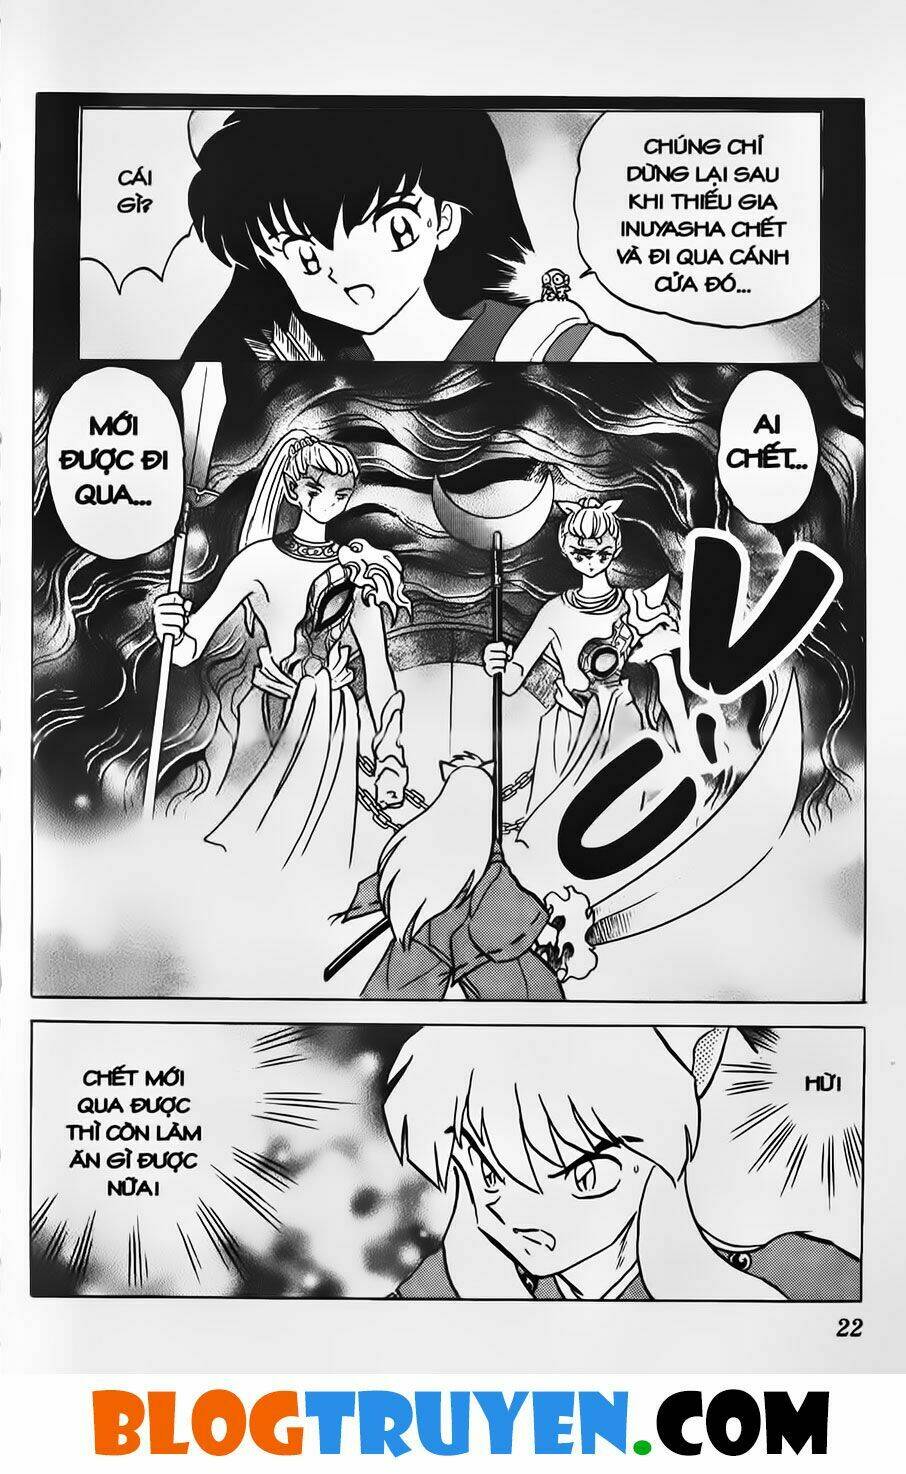 CHÚNG CHỈ
DỪNG LẠI SAU
KHI THIẾU GIA
INUYASHA CHẾT
VÀ ĐI QUA CÁNH
CỬA ĐÓ...
CÁI
GÌ?
AI
CHẾT...
MỚI
ĐƯỢC ĐI
QUA...
VÙ
HỪ!
CHẾT MỚI
QUA ĐƯỢC
THÌ CÒN LÀM
ĂN GÌ ĐƯỢC
NỮA!
22
BLOGTRUYEN.COM